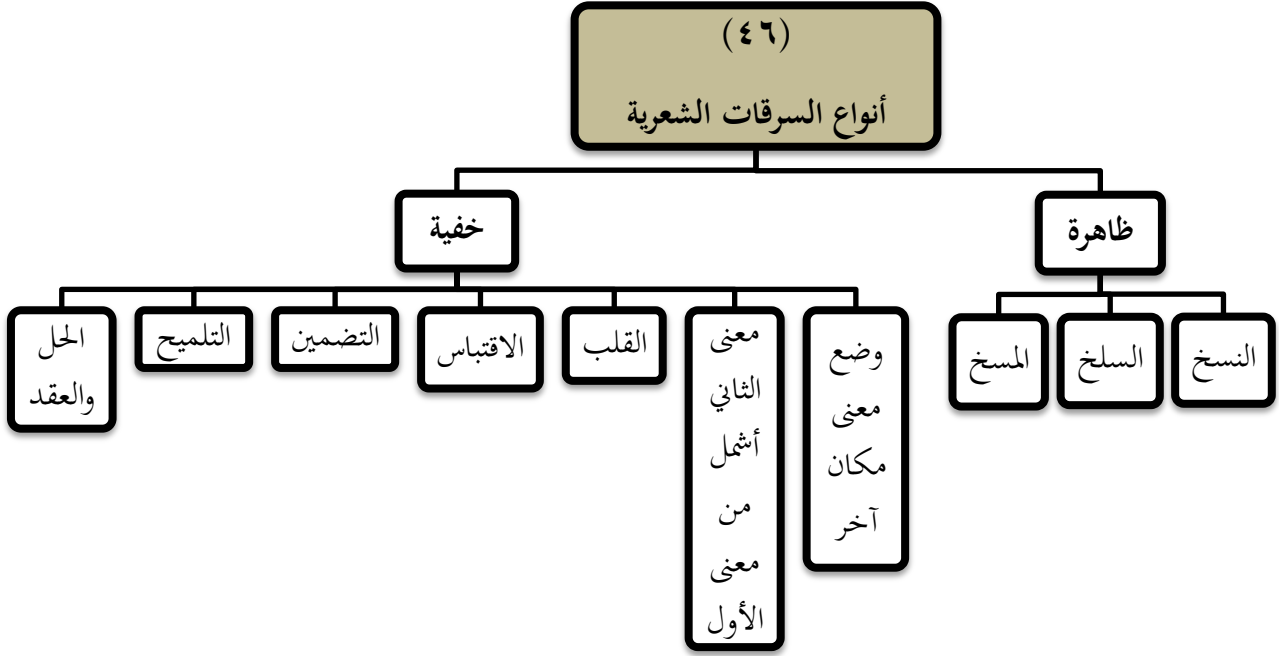 (٤٦)
أنواع السرقات الشعرية
ظاهرة
خفية
النسخ
السلخ
المسخ
وضع
معنى
مكان
آخر
معنى
الثاني
أشمل
من
معنى
الأول
القلب
الاقتباس
التضمين
التلميح
الحل
والعقد